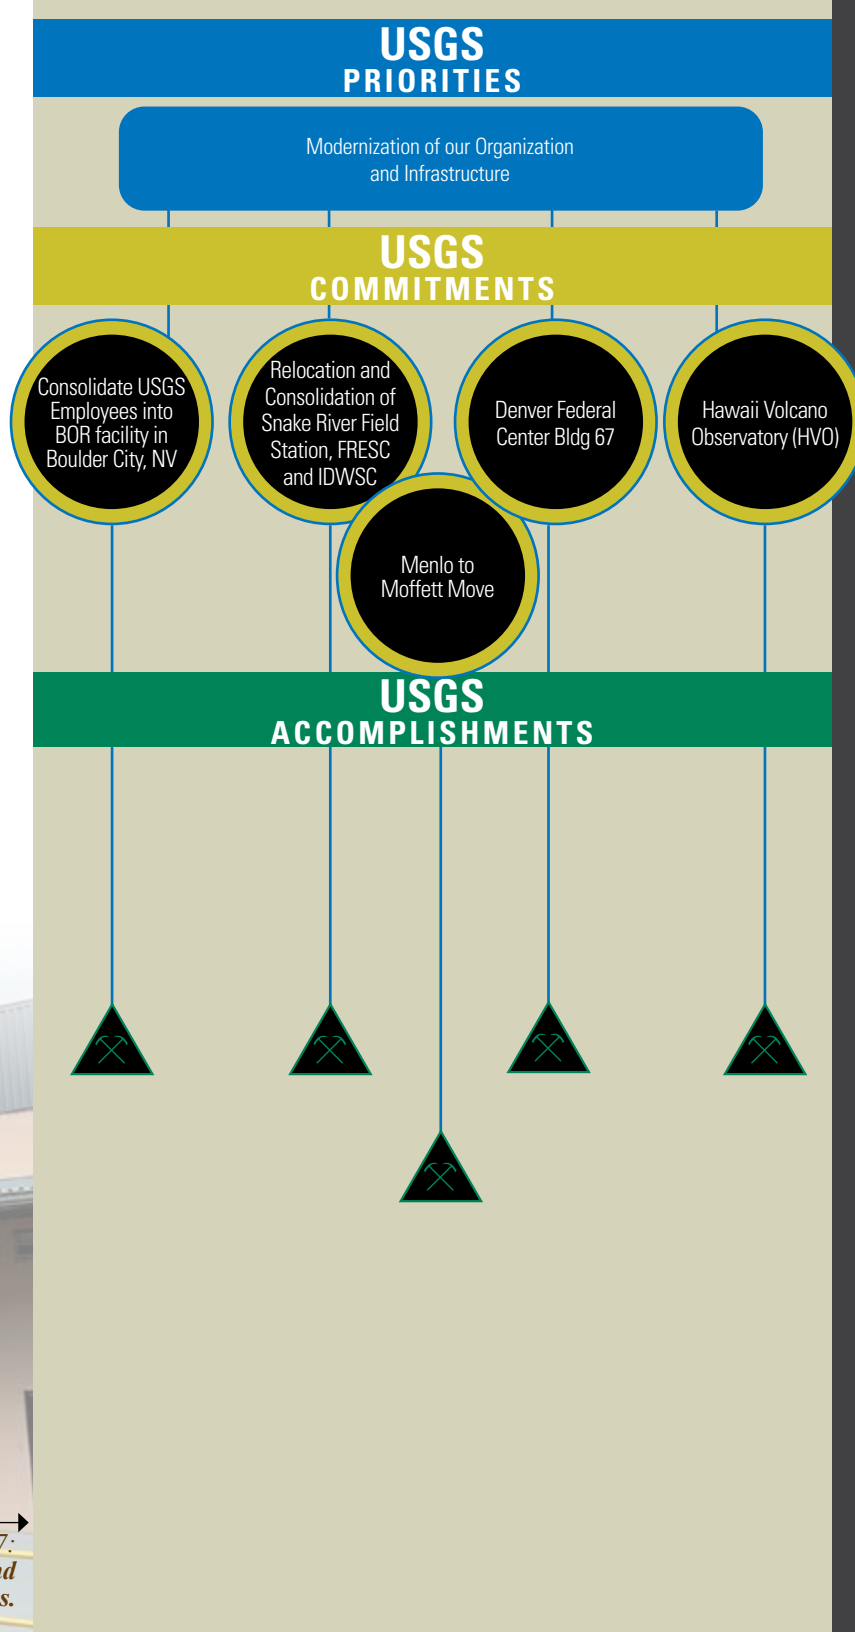 USGS
PRIORITIES
Modernization of our Organization
and Infrastructure
USGS
COMMITMENTS
Consolidate USGS
Employees into
BOR facility in
Boulder City, NV
Relocation and
Consolidation of
Snake River Field
Station, FRESC
and IDWSC
Denver Federal
Center Bldg 67
Hawaii Volcano
Observatory (HVO)
Menlo to
Moffett Move
USGS
ACCOMPLISHMENTS
7: